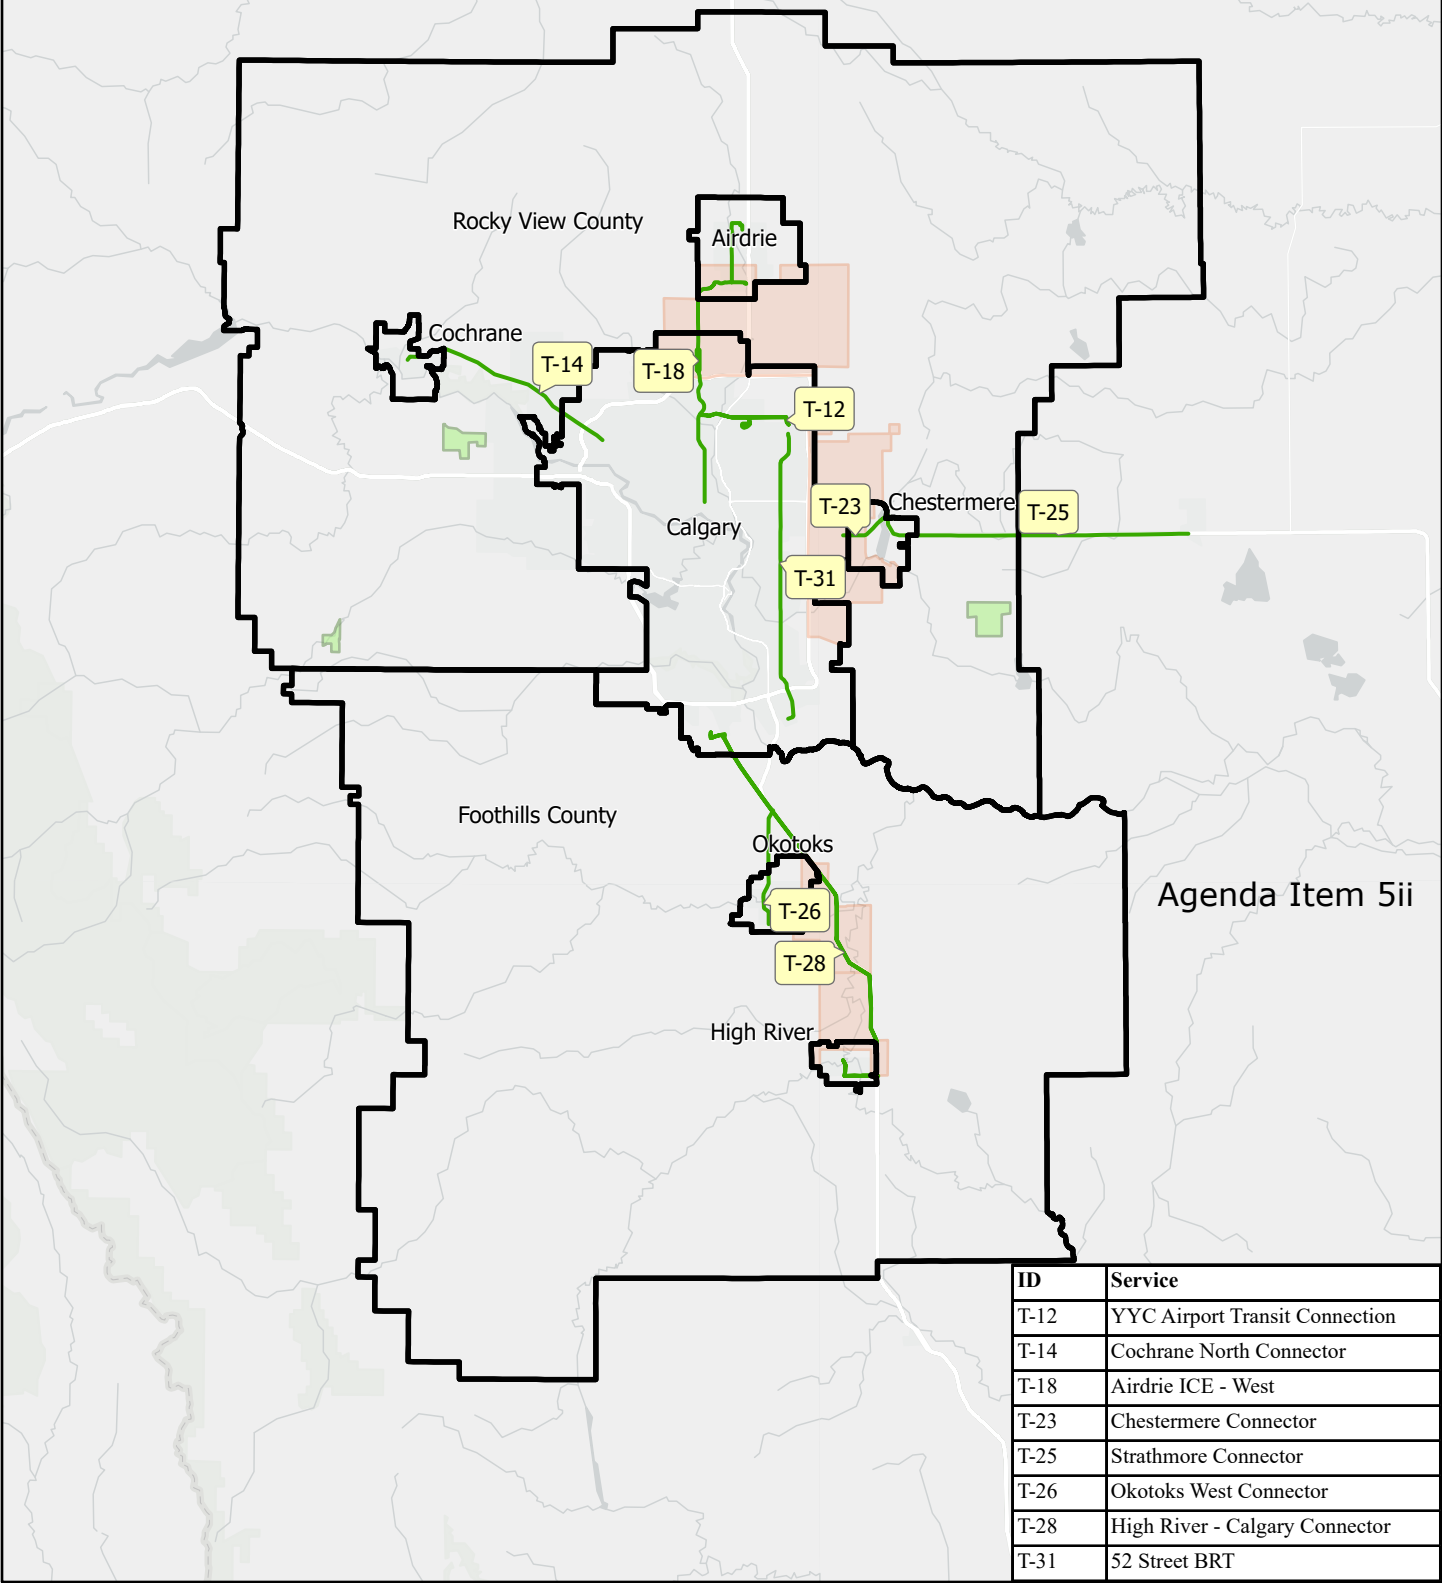 Rocky View County
Airdrie
Cochrane
T-14
T-18
T-12
T-23
Chestermere
T-25
Calgary
T-31
Foothills County
Okotoks
Agenda Item 5ii
T-26
T-28
High River
ID Service
T-12 YYC Airport Transit Connection
T-14 Cochrane North Connector
T-18 Airdrie ICE - West
T-23 Chestermere Connector
T-25 Strathmore Connector
T-26 Okotoks West Connector
T-28 High River - Calgary Connector
T-31 52 Street BRT